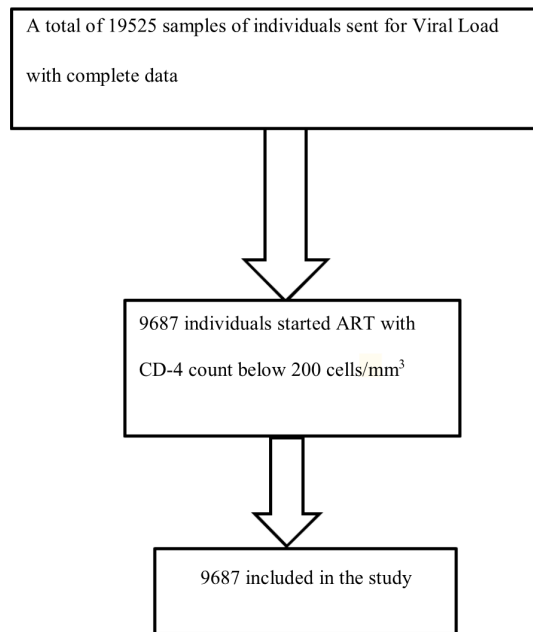 A total of 19525 samples of individuals sent for Viral Load
with complete data
9687 individuals started ART with
CD-4 count below 200 cells/mm³
9687 included in the study